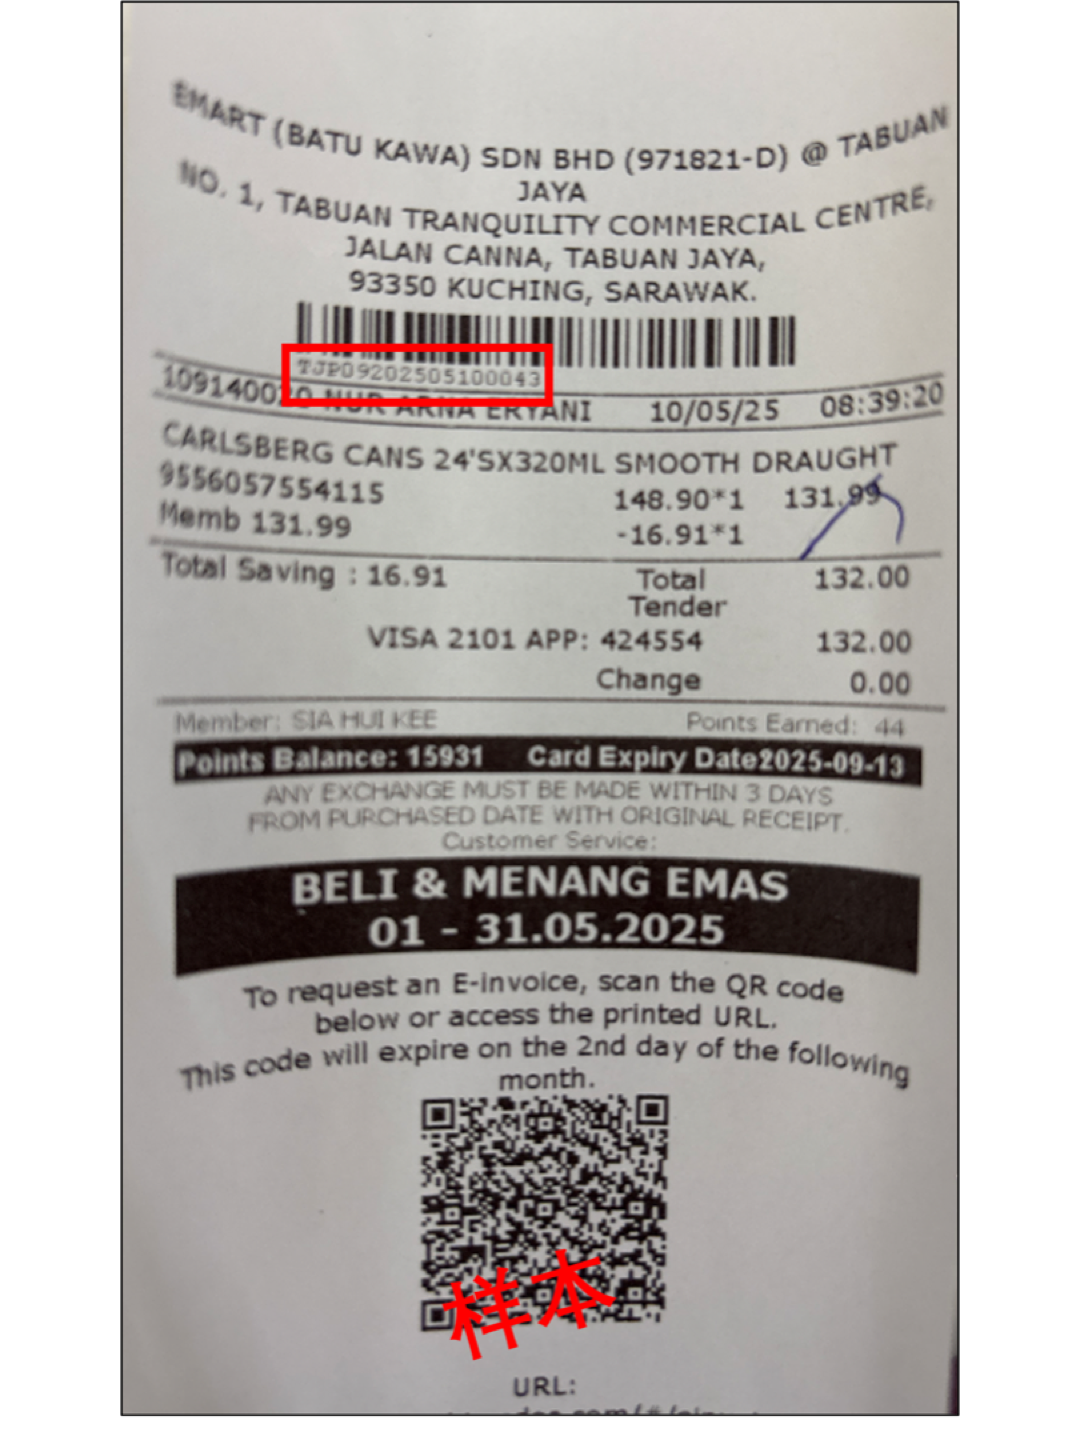 EMART (BATU KAWA) SDN BHD (971821-D) @ TABUAN
JAYA
NO. 1, TABUAN TRANQUILITY COMMERCIAL CENTRE,
JALAN CANNA, TABUAN JAYA,
93350 KUCHING, SARAWAK.
TJP09202505100043
109140020 NUR ARNA ERYANI 10/05/25 08:39:20
CARLSBERG CANS 24'SX320ML SMOOTH DRAUGHT
9556057554115 148.90*1 131.99
Memb 131.99 -16.91*1
Total Saving : 16.91 Total 132.00
Tender
VISA 2101 APP: 424554 132.00
Change 0.00
Member: SIA HUI KEE Points Earned: 44
Points Balance: 15931 Card Expiry Date2025-09-13
ANY EXCHANGE MUST BE MADE WITHIN 3 DAYS
FROM PURCHASED DATE WITH ORIGINAL RECEIPT.
Customer Service:
BELI & MENANG EMAS
01 - 31.05.2025
To request an E-invoice, scan the QR code
below or access the printed URL.
This code will expire on the 2nd day of the following
month.
样本
URL: